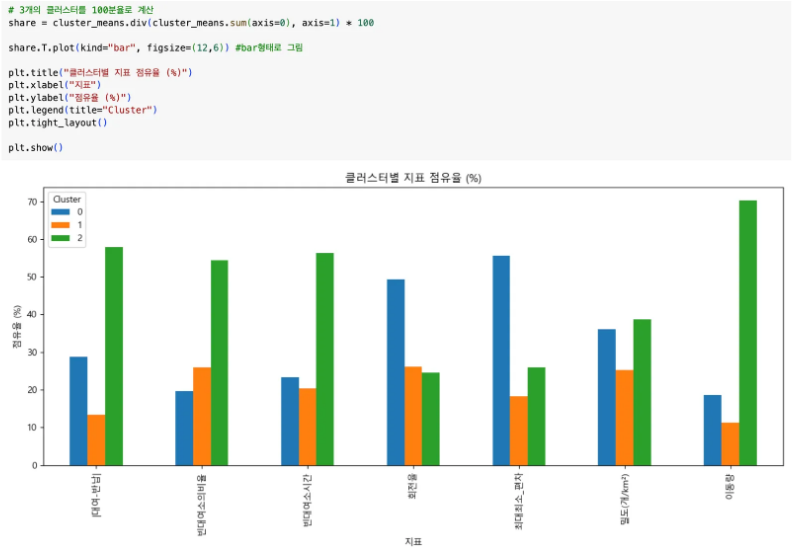 # 3개의 클러스터를 100분율로 계산
share = cluster_means.div(cluster_means.sum(axis=0), axis=1) * 100
share.T.plot(kind="bar", figsize=(12,6)) #bar형태로 그림
plt.title("클러스터별 지표 점유율 (%)")
plt.xlabel("지표")
plt.ylabel("점유율 (%)")
plt.legend(title="Cluster")
plt.tight_layout()
plt.show()
클러스터별 지표 점유율 (%)
Cluster
0
1
2
70
60
50
40
30
20
10
0
점유율 (%)
|대여-반납|
빈대여소의비율
빈대여소시간
회전율
최대최소_편차
밀도(개/km²)
이동량
지표